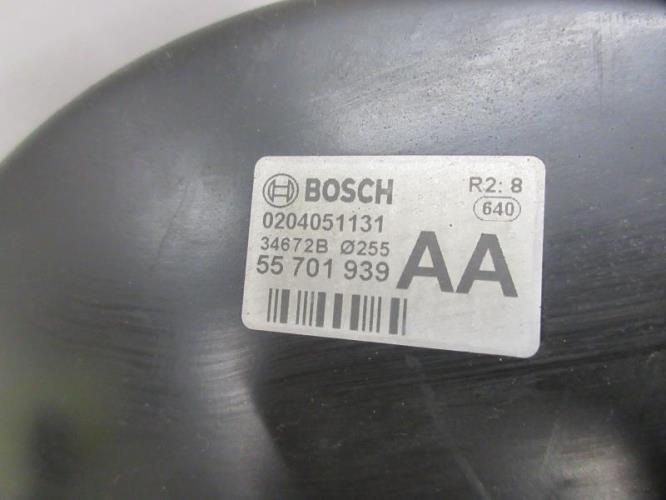 BOSCH R2: 8
0204051131 640
34672B Ø255
55 701 939 AA